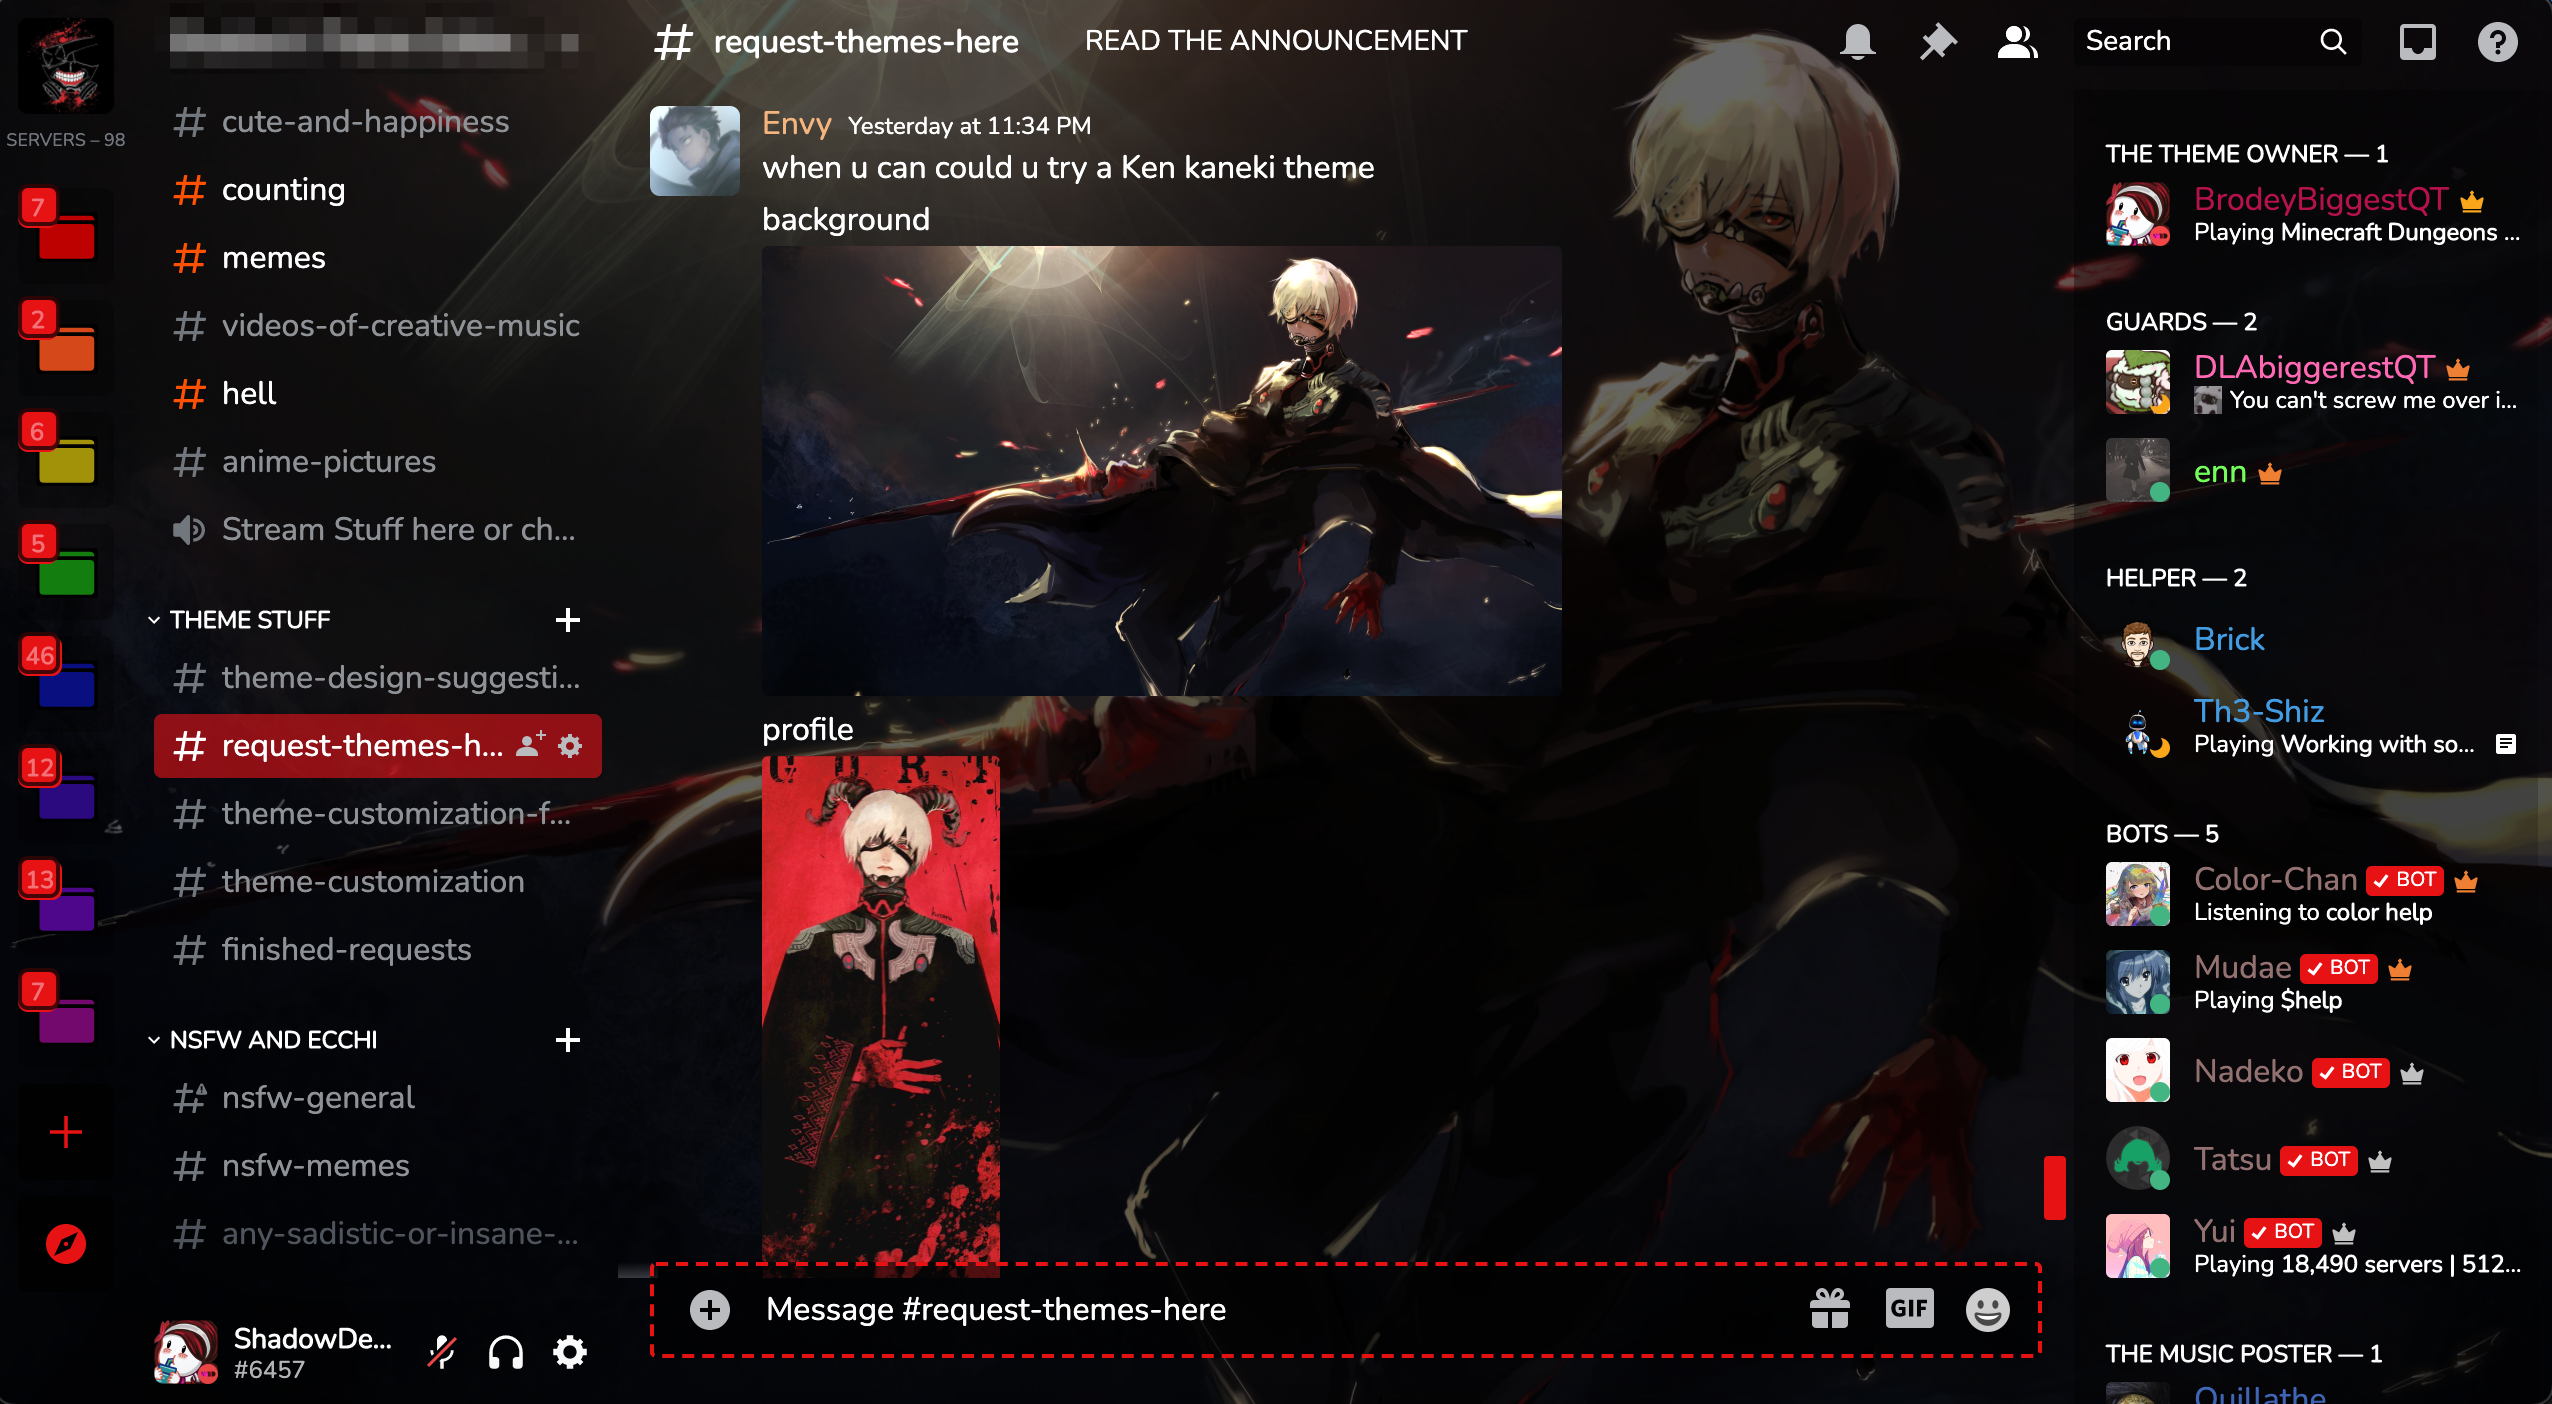 SERVERS – 98
7
2
6
5
46
12
13
7
# cute-and-happiness
# counting
# memes
# videos-of-creative-music
# hell
# anime-pictures
Stream Stuff here or ch...
THEME STUFF
# theme-design-suggesti...
# request-themes-h...
# theme-customization-f...
# theme-customization
# finished-requests
NSFW AND ECCHI
# nsfw-general
# nsfw-memes
# any-sadistic-or-insane-...
ShadowDe...
#6457
# request-themes-here READ THE ANNOUNCEMENT
Search
Envy Yesterday at 11:34 PM
when u can could u try a Ken kaneki theme
background
profile
Message #request-themes-here
GIF
THE THEME OWNER — 1
BrodeyBiggestQT
Playing Minecraft Dungeons ...
GUARDS — 2
DLAbiggerestQT
You can't screw me over i...
enn
HELPER — 2
Brick
Th3-Shiz
Playing Working with so...
BOTS — 5
Color-Chan BOT
Listening to color help
Mudae BOT
Playing $help
Nadeko BOT
Tatsu BOT
Yui BOT
Playing 18,490 servers | 512...
THE MUSIC POSTER — 1